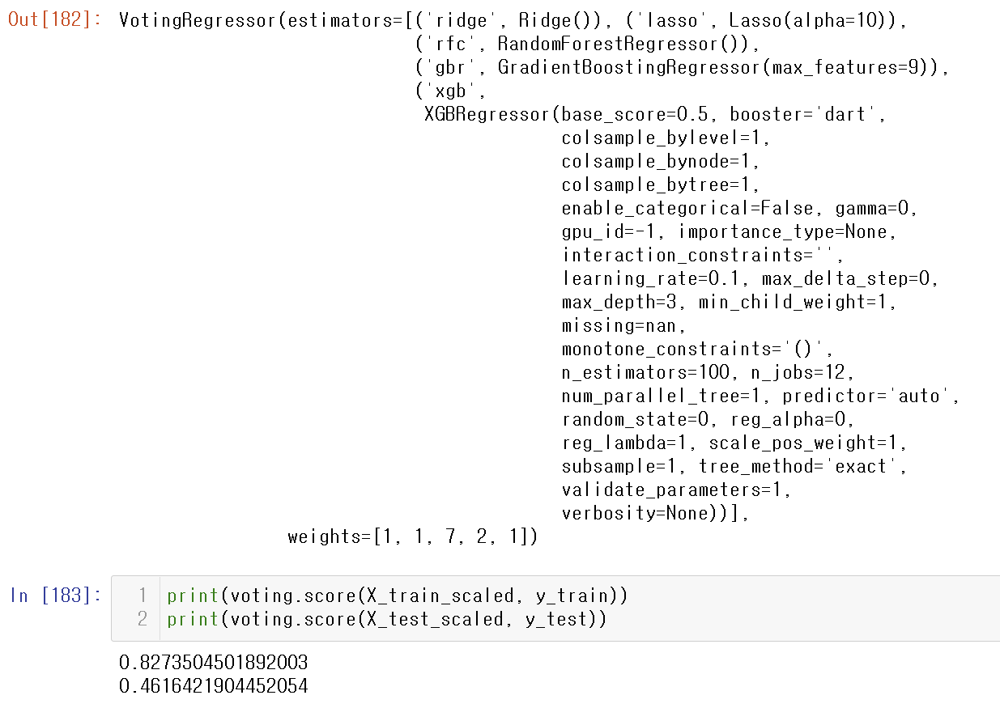 Out[182]: VotingRegressor(estimators=[('ridge', Ridge()), ('lasso', Lasso(alpha=10)),
('rfc', RandomForestRegressor()),
('gbr', GradientBoostingRegressor(max_features=9)),
('xgb',
XGBRegressor(base_score=0.5, booster='dart',
colsample_bylevel=1,
colsample_bynode=1,
colsample_bytree=1,
enable_categorical=False, gamma=0,
gpu_id=-1, importance_type=None,
interaction_constraints='',
learning_rate=0.1, max_delta_step=0,
max_depth=3, min_child_weight=1,
missing=nan,
monotone_constraints='()',
n_estimators=100, n_jobs=12,
num_parallel_tree=1, predictor='auto',
random_state=0, reg_alpha=0,
reg_lambda=1, scale_pos_weight=1,
subsample=1, tree_method='exact',
validate_parameters=1,
verbosity=None))],
weights=[1, 1, 7, 2, 1])
In [183]: 1 print(voting.score(X_train_scaled, y_train))
2 print(voting.score(X_test_scaled, y_test))
0.8273504501892003
0.4616421904452054